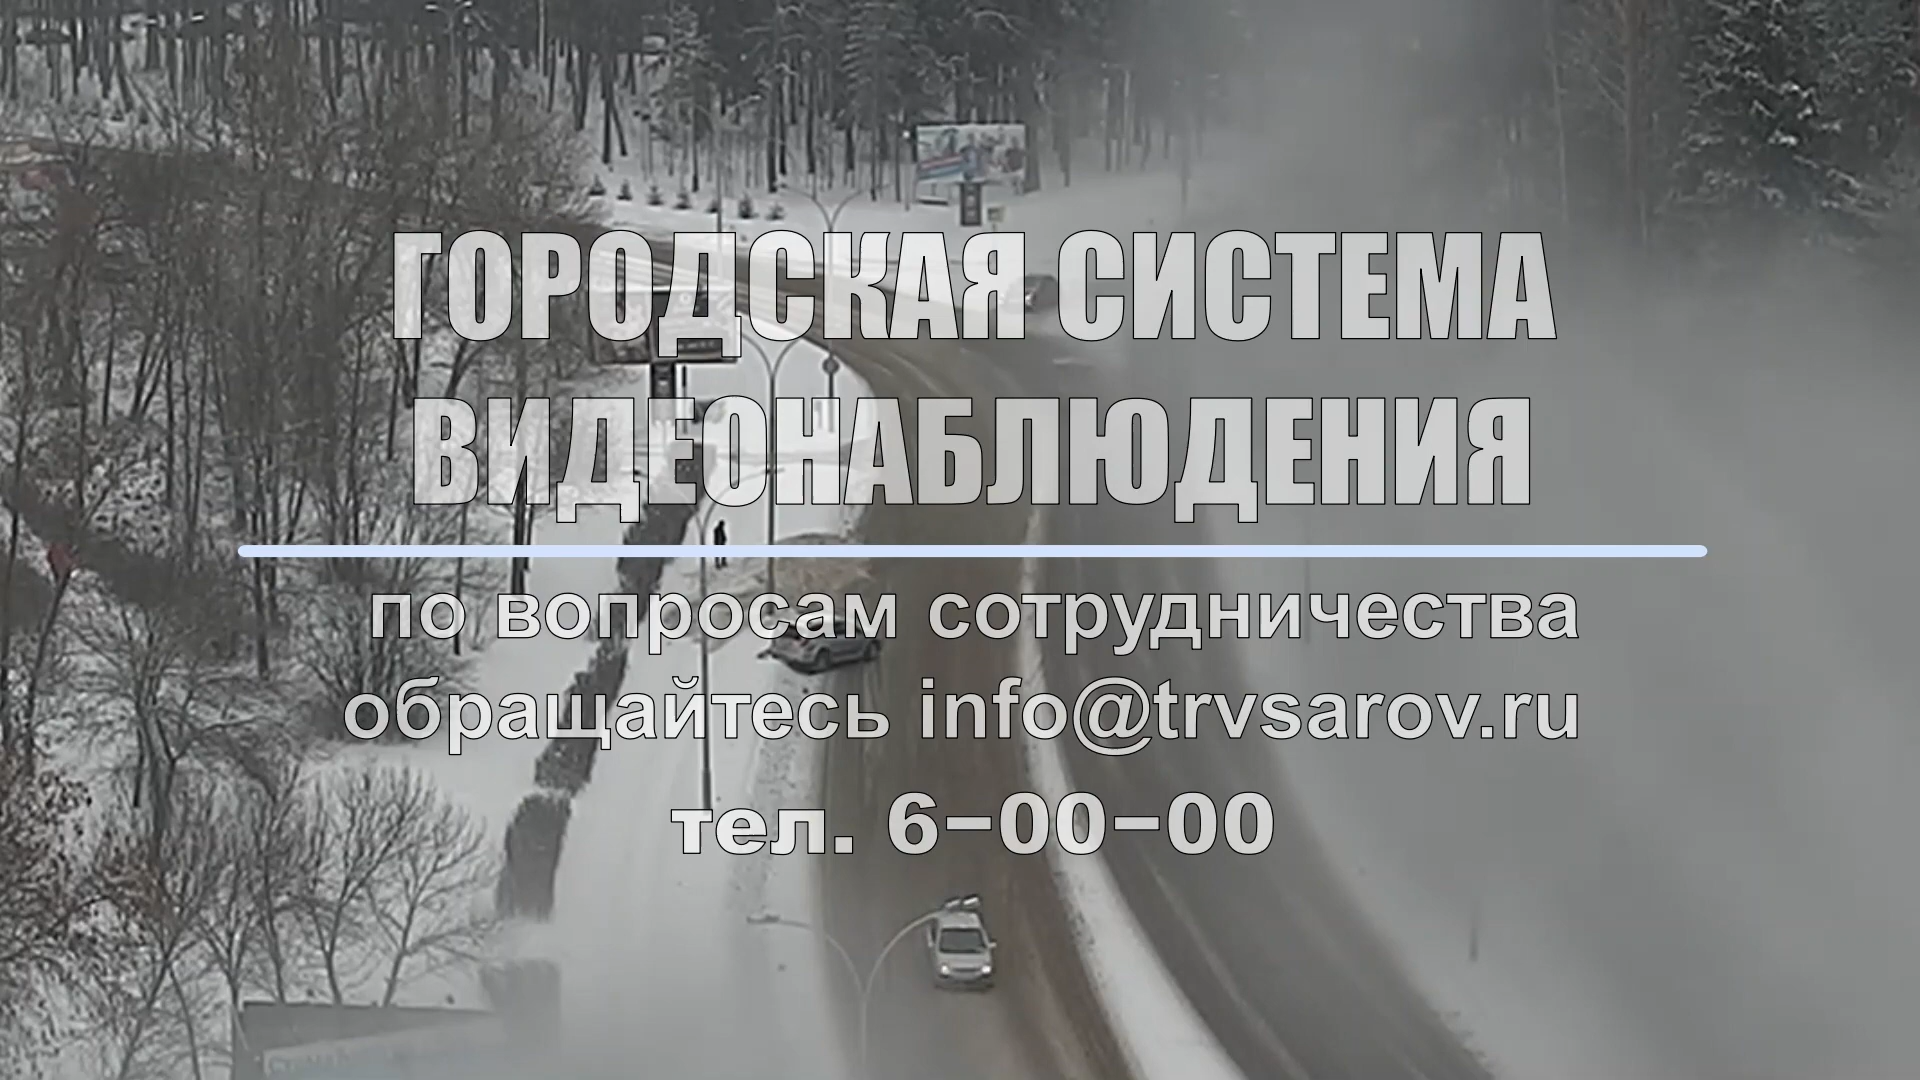 ГОРОДСКАЯ СИСТЕМА
ВИДЕОНАБЛЮДЕНИЯ
по вопросам сотрудничества
обращайтесь info@trvsarov.ru
тел. 6-00-00